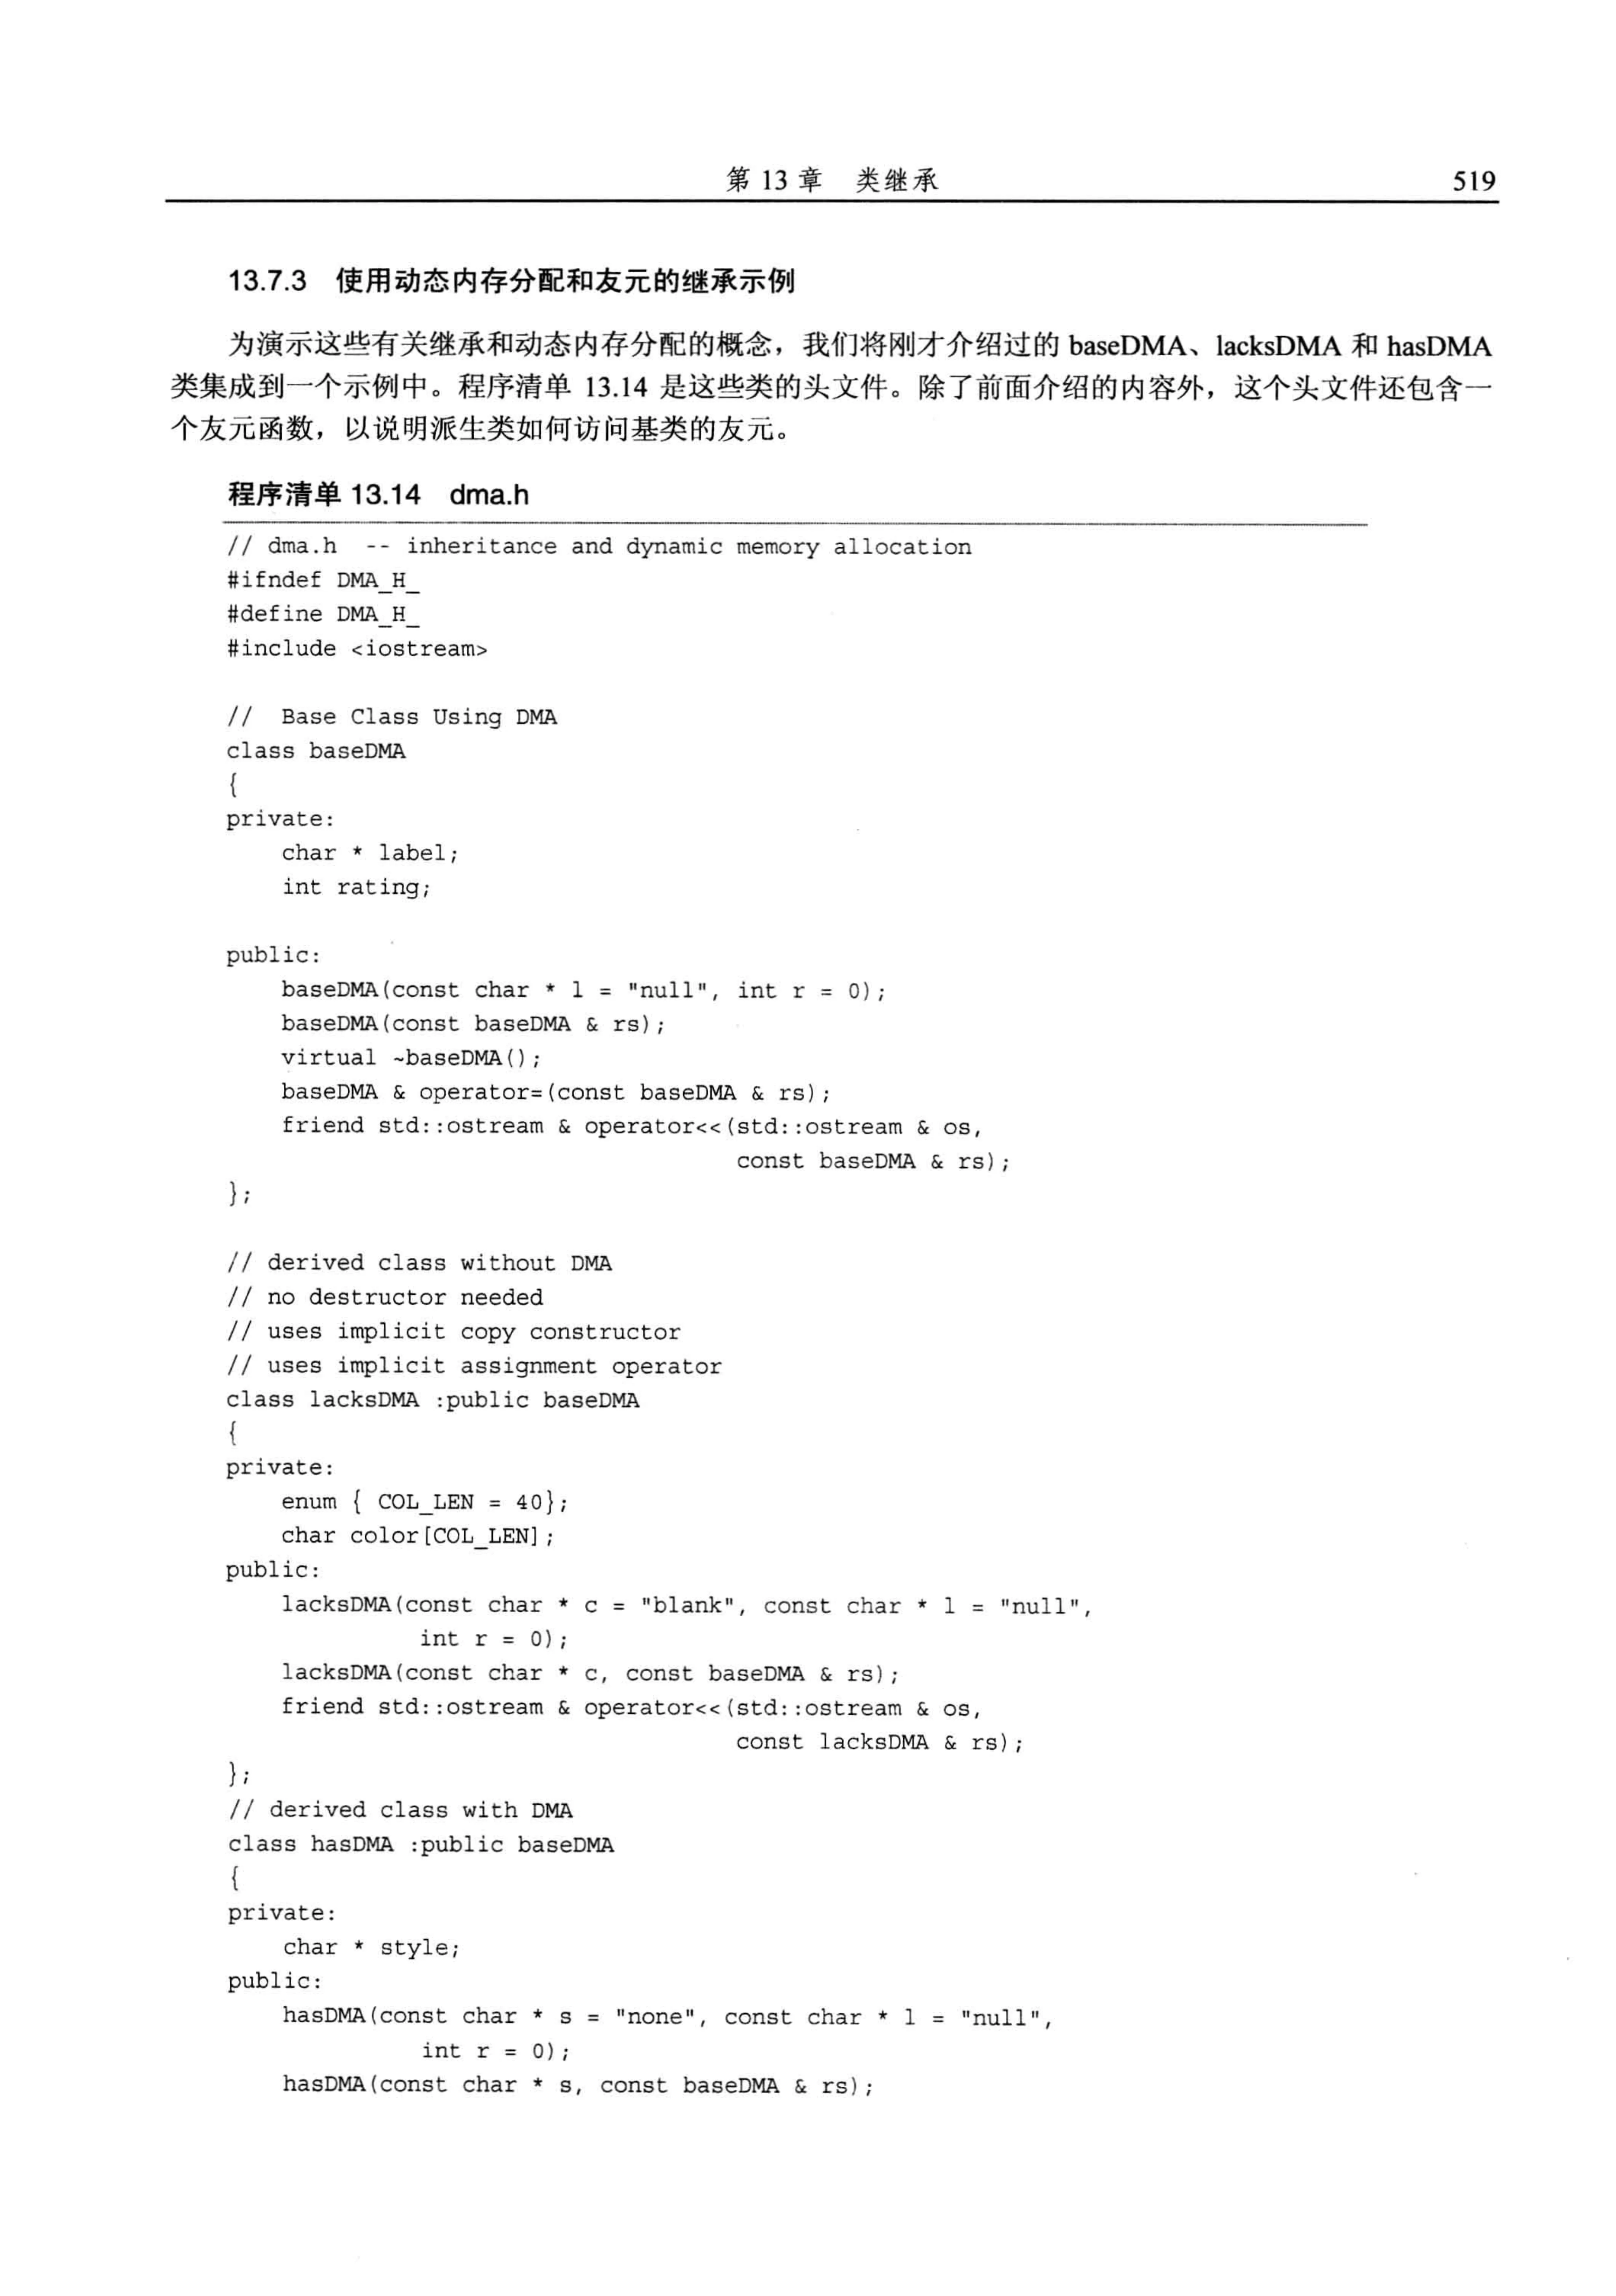 第 13 章 类继承 519
13.7.3 使用动态内存分配和友元的继承示例
为演示这些有关继承和动态内存分配的概念，我们将刚才介绍过的 baseDMA、lacksDMA 和 hasDMA
类集成到一个示例中。程序清单 13.14 是这些类的头文件。除了前面介绍的内容外，这个头文件还包含一
个友元函数，以说明派生类如何访问基类的友元。
程序清单 13.14 dma.h
// dma.h -- inheritance and dynamic memory allocation
#ifndef DMA_H_
#define DMA_H_
#include <iostream>
// Base Class Using DMA
class baseDMA
{
private:
    char * label;
    int rating;
public:
    baseDMA(const char * l = "null", int r = 0);
    baseDMA(const baseDMA & rs);
    virtual ~baseDMA();
    baseDMA & operator=(const baseDMA & rs);
    friend std::ostream & operator<<(std::ostream & os,
                                     const baseDMA & rs);
};
// derived class without DMA
// no destructor needed
// uses implicit copy constructor
// uses implicit assignment operator
class lacksDMA :public baseDMA
{
private:
    enum { COL_LEN = 40};
    char color[COL_LEN];
public:
    lacksDMA(const char * c = "blank", const char * l = "null",
              int r = 0);
    lacksDMA(const char * c, const baseDMA & rs);
    friend std::ostream & operator<<(std::ostream & os,
                                     const lacksDMA & rs);
};
// derived class with DMA
class hasDMA :public baseDMA
{
private:
    char * style;
public:
    hasDMA(const char * s = "none", const char * l = "null",
              int r = 0);
    hasDMA(const char * s, const baseDMA & rs);